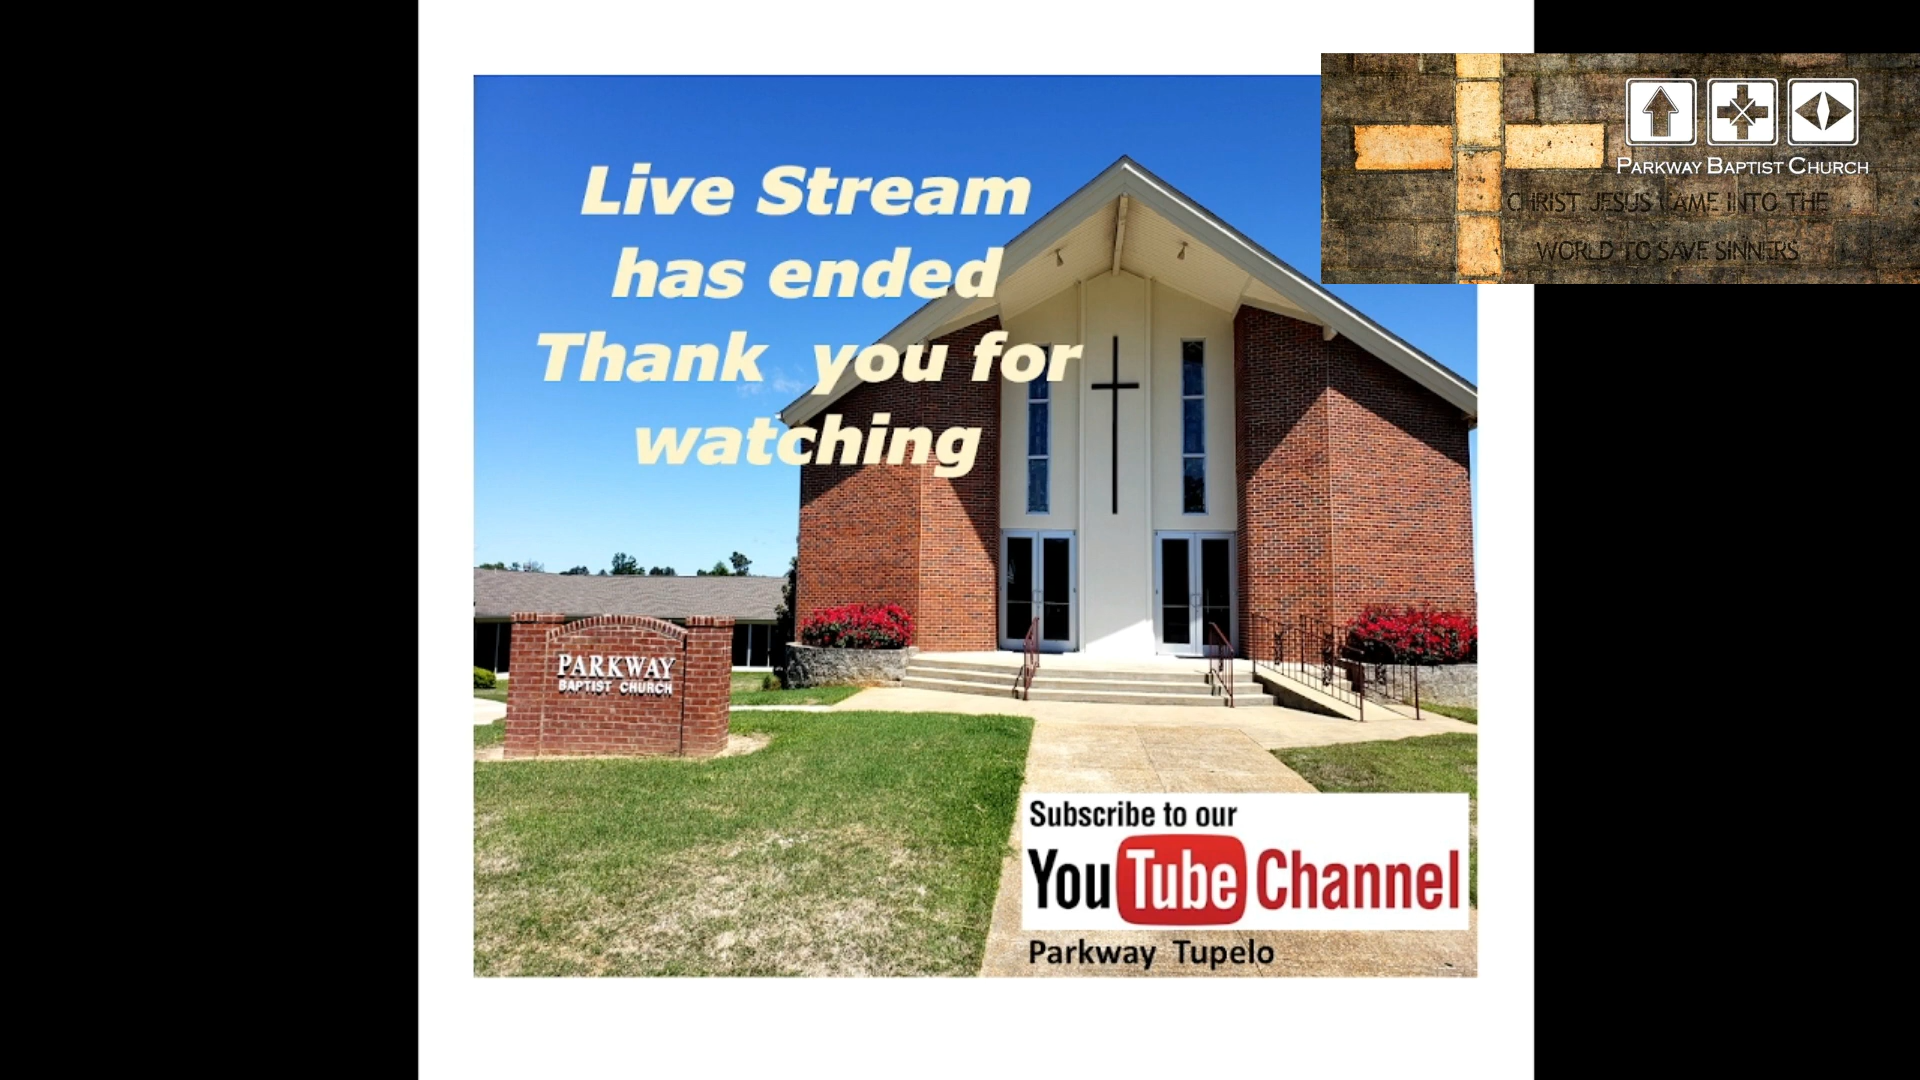 Live Stream
has ended
Thank you for
watching
PARKWAY BAPTIST CHURCH
CHRIST JESUS CAME INTO THE
WORLD TO SAVE SINNERS
PARKWAY
BAPTIST CHURCH
Subscribe to our
YouTube Channel
Parkway Tupelo